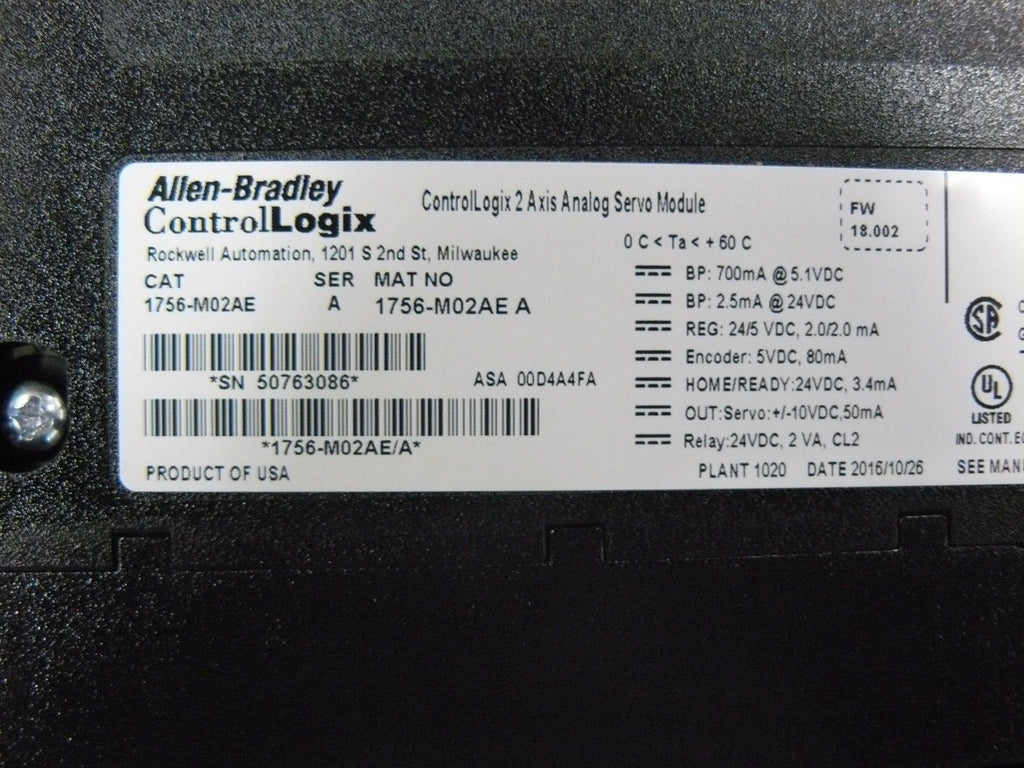 Allen-Bradley
ControlLogix
Rockwell Automation, 1201 S 2nd St, Milwaukee
CAT SER MAT NO
1756-M02AE A 1756-M02AE A
*SN 50763086* ASA 00D4A4FA
*1756-M02AE/A*
PRODUCT OF USA
ControlLogix 2 Axis Analog Servo Module
0 C < Ta < + 60 C
BP: 700mA @ 5.1VDC
BP: 2.5mA @ 24VDC
REG: 24/5 VDC, 2.0/2.0 mA
Encoder: 5VDC, 80mA
HOME/READY:24VDC, 3.4mA
OUT:Servo:+/-10VDC,50mA
Relay:24VDC, 2 VA, CL2
PLANT 1020 DATE 2016/10/26
FW
18.002
SA
UL
LISTED
IND. CONT.
SEE